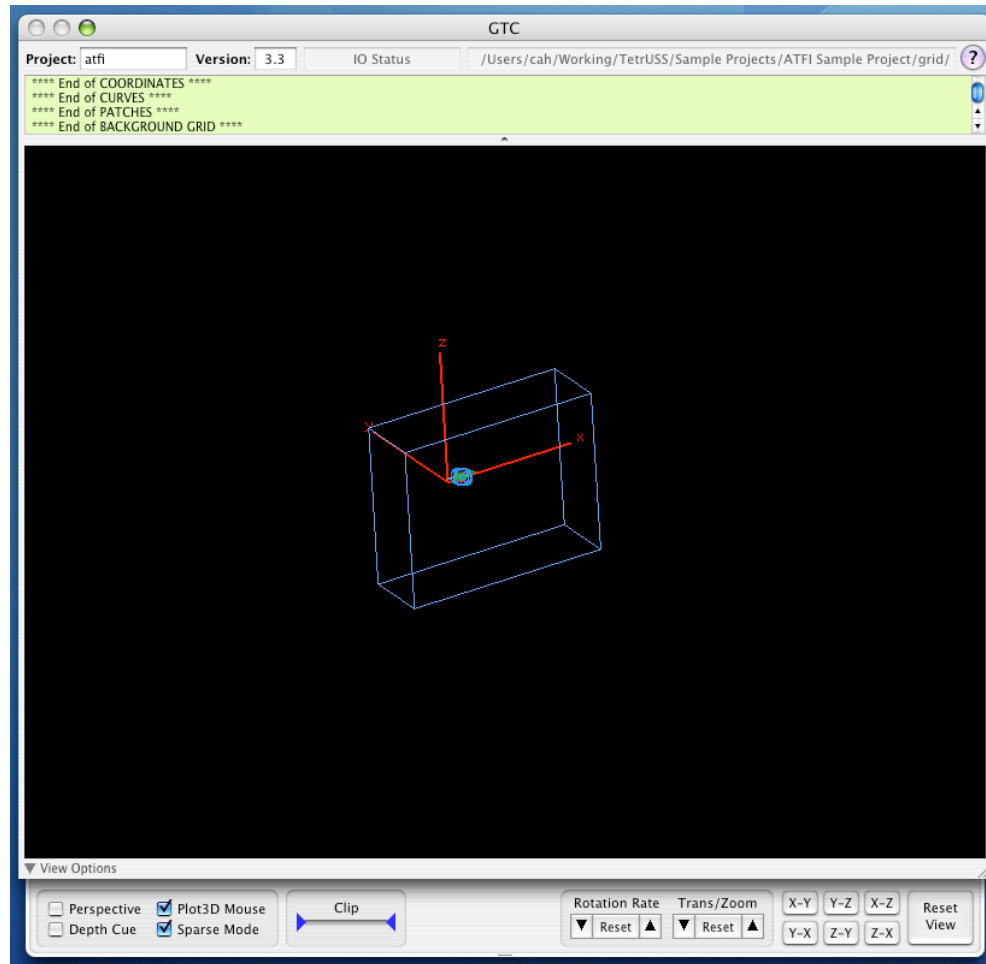 GTC
Project: atfi Version: 3.3 IO Status /Users/cah/Working/TetrUSS/Sample Projects/ATFI Sample Project/grid/ ?
**** End of COORDINATES ****
**** End of CURVES ****
**** End of PATCHES ****
**** End of BACKGROUND GRID ****
z
y
x
View Options
Perspective Plot3D Mouse Clip Rotation Rate Trans/Zoom X-Y Y-Z X-Z Reset View
Depth Cue Sparse Mode Reset Reset Y-X Z-Y Z-X